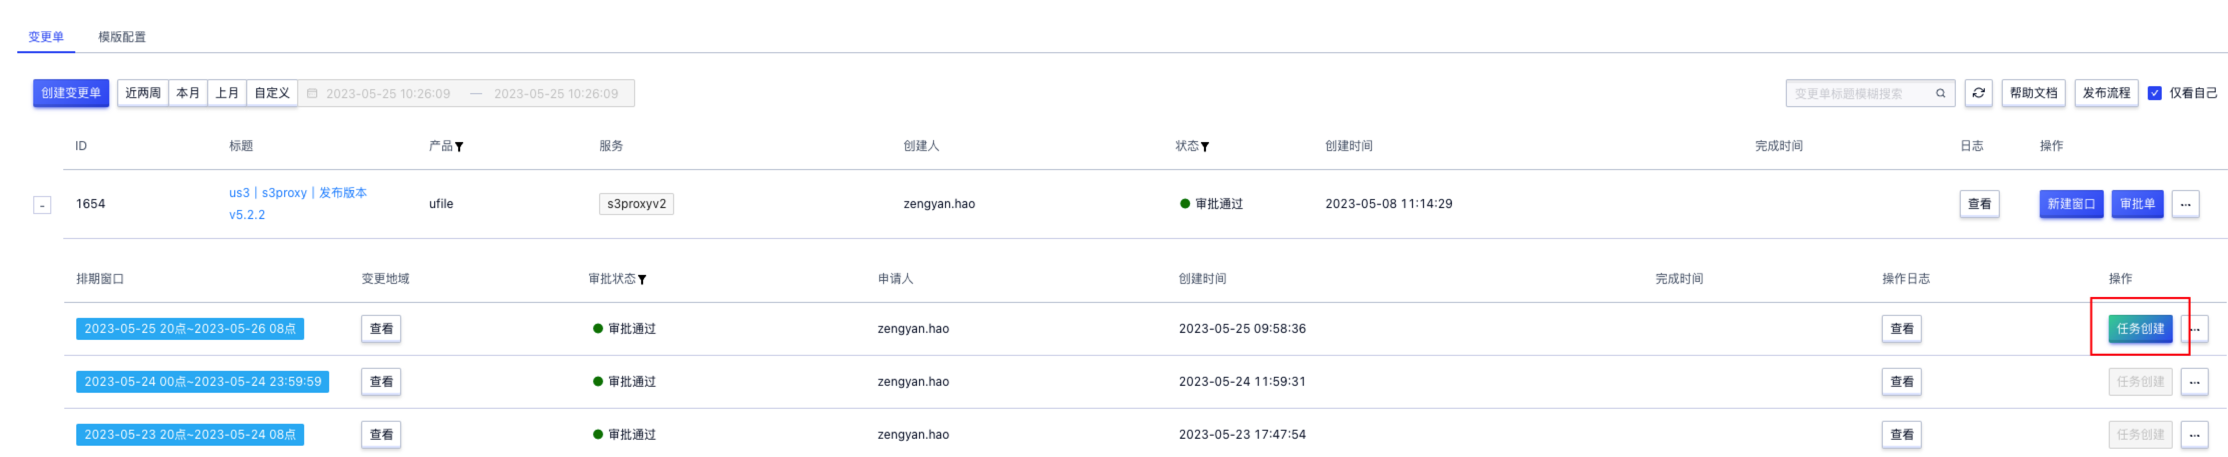 变更单 模版配置
创建变更单 近两周 本月 上月 自定义 2023-05-25 10:26:09 — 2023-05-25 10:26:09 变更单标题模糊搜索 帮助文档 发布流程 仅看自己
ID 标题 产品 服务 创建人 状态 创建时间 完成时间 日志 操作
- 1654 us3 | s3proxy | 发布版本 ufile s3proxyv2 zengyan.hao 审批通过 2023-05-08 11:14:29 查看 新建窗口 审批单 ...
v5.2.2
排期窗口 变更地域 审批状态 申请人 创建时间 完成时间 操作日志 操作
2023-05-25 20点~2023-05-26 08点 查看 审批通过 zengyan.hao 2023-05-25 09:58:36 查看 任务创建 ...
2023-05-24 00点~2023-05-24 23:59:59 查看 审批通过 zengyan.hao 2023-05-24 11:59:31 查看 任务创建 ...
2023-05-23 20点~2023-05-24 08点 查看 审批通过 zengyan.hao 2023-05-23 17:47:54 查看 任务创建 ...